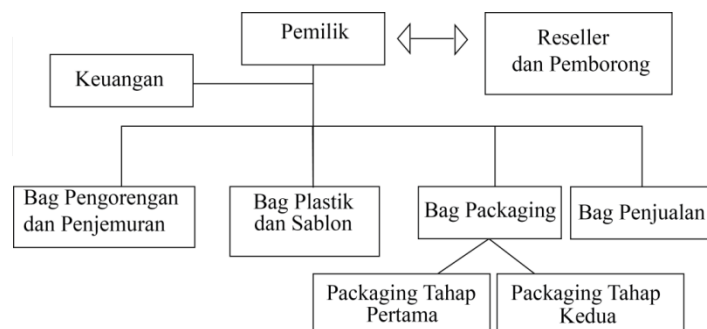 Pemilik
Reseller
dan Pemborong
Keuangan
Bag Pengorengan
dan Penjemuran
Bag Plastik
dan Sablon
Bag Packaging
Bag Penjualan
Packaging Tahap
Pertama
Packaging Tahap
Kedua